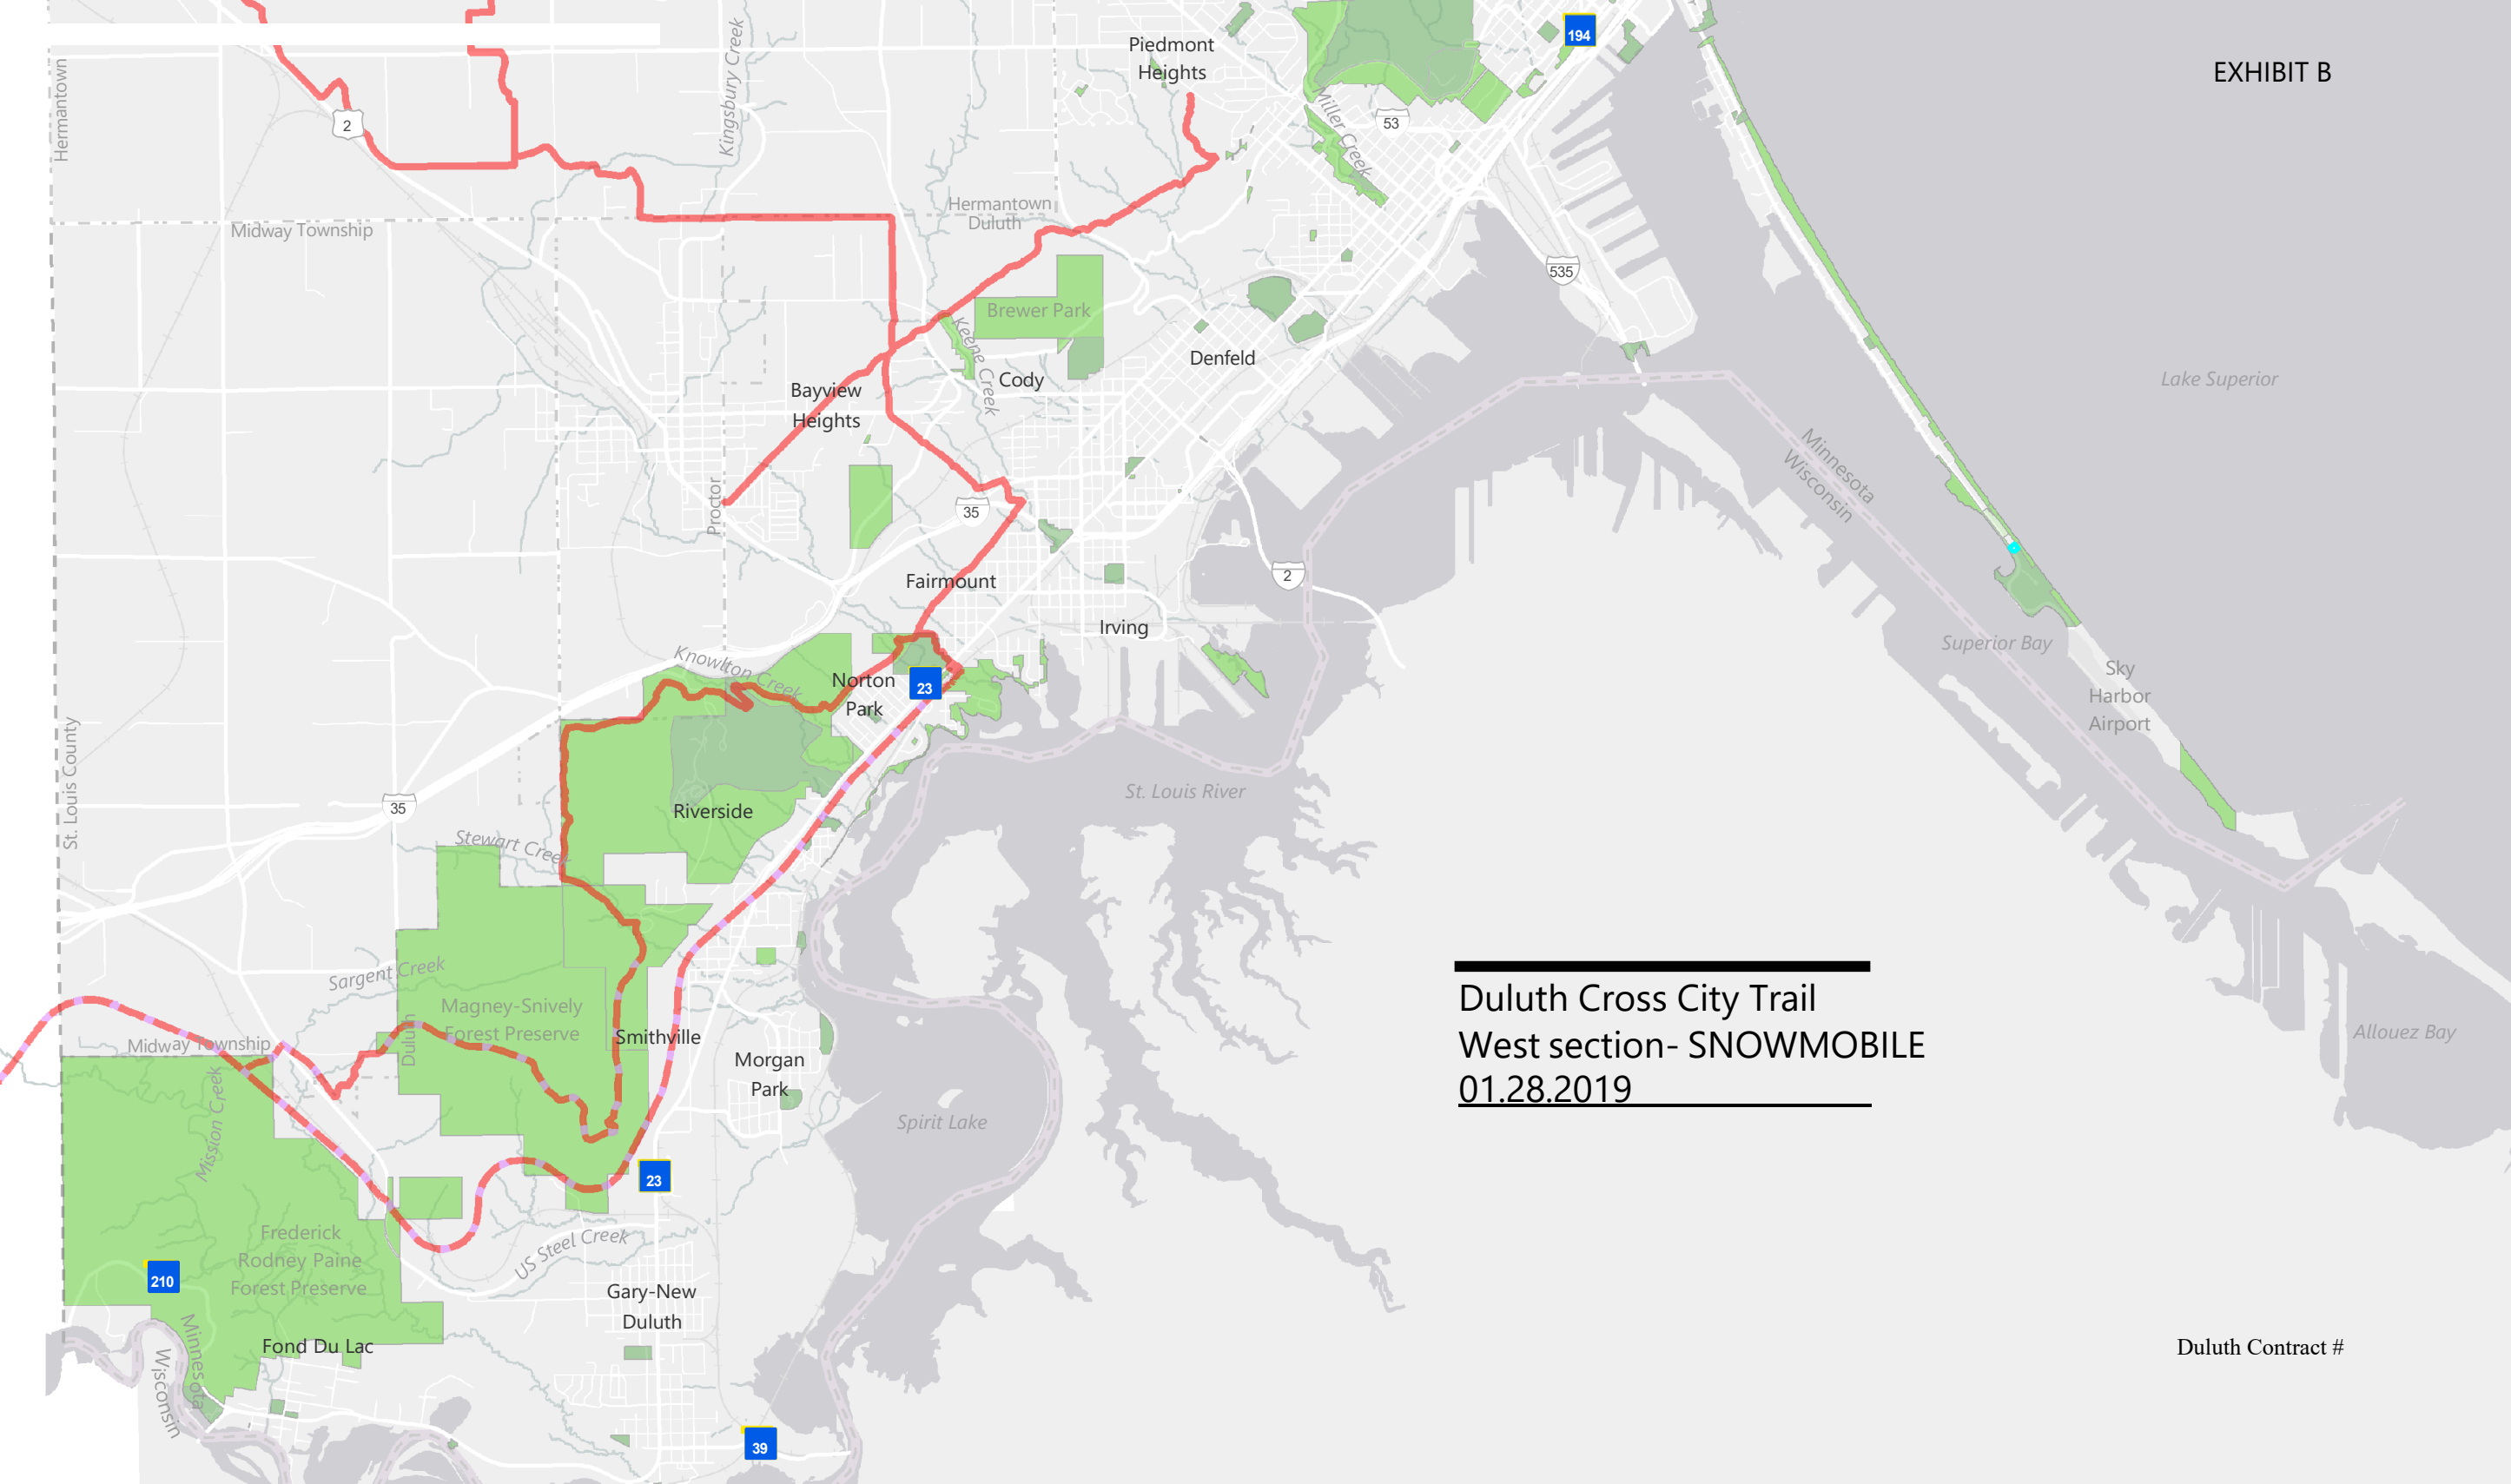 EXHIBIT B
Piedmont
Heights
194
Hermantown
Kingsbury Creek
Miller Creek
53
2
Hermantown
Duluth
Midway Township
535
Brewer Park
Keene Creek
Denfeld
Cody
Bayview
Heights
Lake Superior
Minnesota
Wisconsin
Proctor
35
2
Fairmount
Irving
Superior Bay
Knowlton Creek
Norton
Park
23
Sky
Harbor
Airport
St. Louis County
St. Louis River
35
Riverside
Stewart Creek
Sargent Creek
Magney-Snively
Forest Preserve
Duluth
Smithville
Midway Township
Morgan
Park
Duluth Cross City Trail
West section- SNOWMOBILE
01.28.2019
Allouez Bay
Mission Creek
Spirit Lake
23
Frederick
Rodney Paine
Forest Preserve
US Steel Creek
210
Gary-New
Duluth
Minnesota
Wisconsin
Fond Du Lac
Duluth Contract #
39